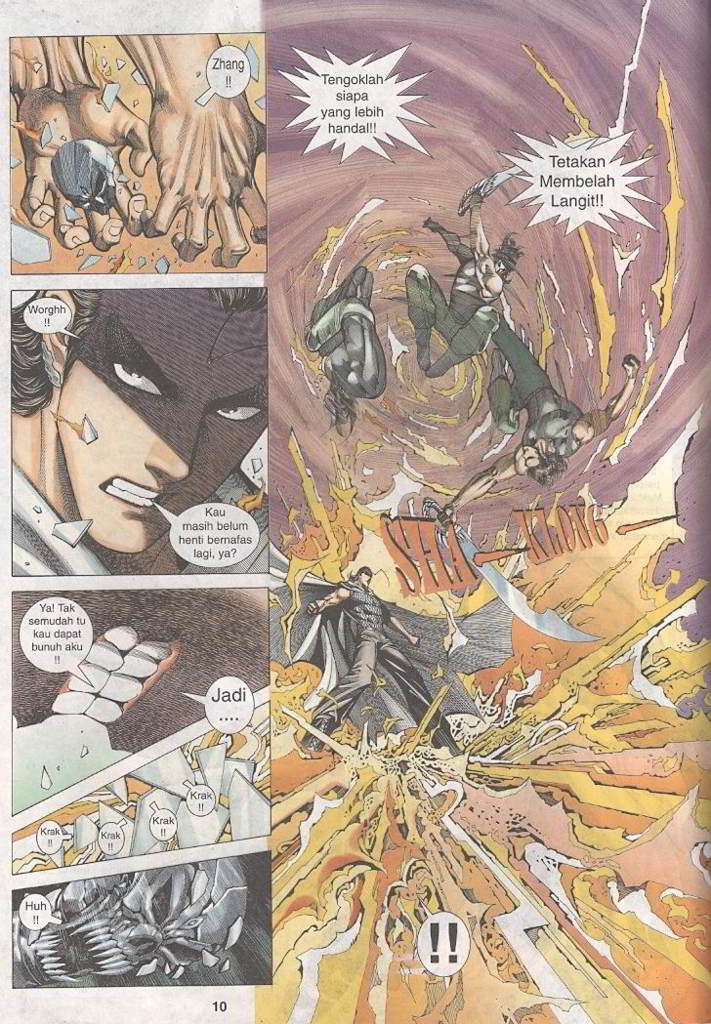 Zhang
!!
Worghh
!!
Kau
masih belum
henti bernafas
lagi, ya?
Ya! Tak
semudah tu
kau dapat
bunuh aku
!!
Jadi
....
Krak
!!
Krak
!!
Krak
!!
Krak
!!
Huh
!!
Tengoklah
siapa
yang lebih
handal!!
Tetakan
Membelah
Langit!!
SHA - KLONG -
!!
10